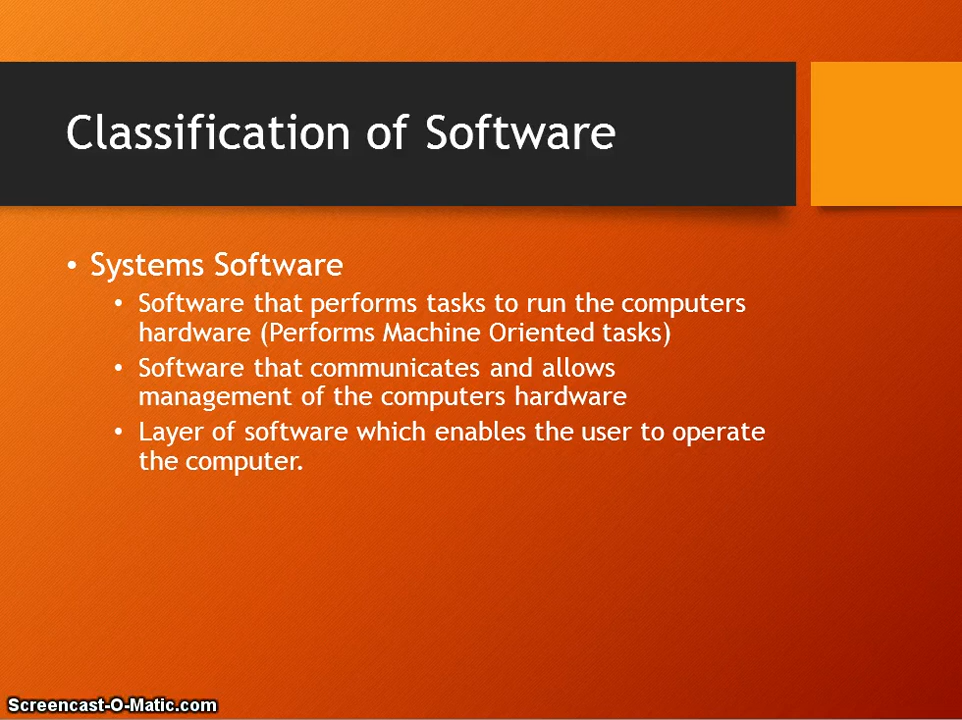 Classification of Software
• Systems Software
• Software that performs tasks to run the computers
hardware (Performs Machine Oriented tasks)
• Software that communicates and allows
management of the computers hardware
• Layer of software which enables the user to operate
the computer.
Screencast-O-Matic.com